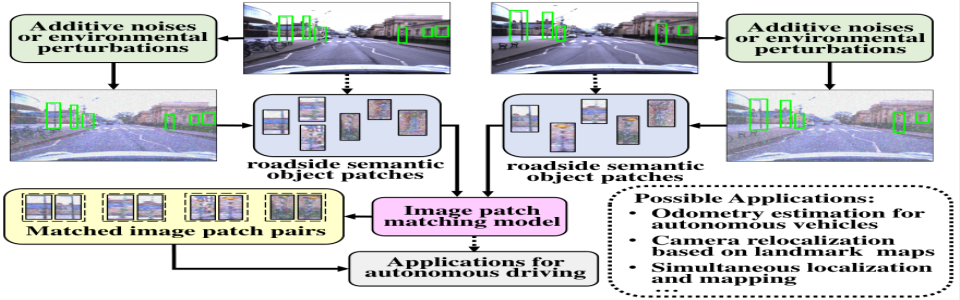 Additive noises
or environmental
perturbations
Additive noises
or environmental
perturbations
roadside semantic
object patches
roadside semantic
object patches
Image patch
matching model
Matched image patch pairs
Applications for
autonomous driving
Possible Applications:
• Odometry estimation for
autonomous vehicles
• Camera relocalization
based on landmark maps
• Simultaneous localization
and mapping
...